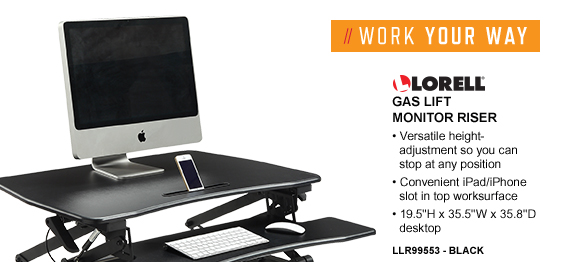 // WORK YOUR WAY
LORELL®
GAS LIFT
MONITOR RISER
• Versatile height-
adjustment so you can
stop at any position
• Convenient iPad/iPhone
slot in top worksurface
• 19.5"H x 35.5"W x 35.8"D
desktop
LLR99553 - BLACK